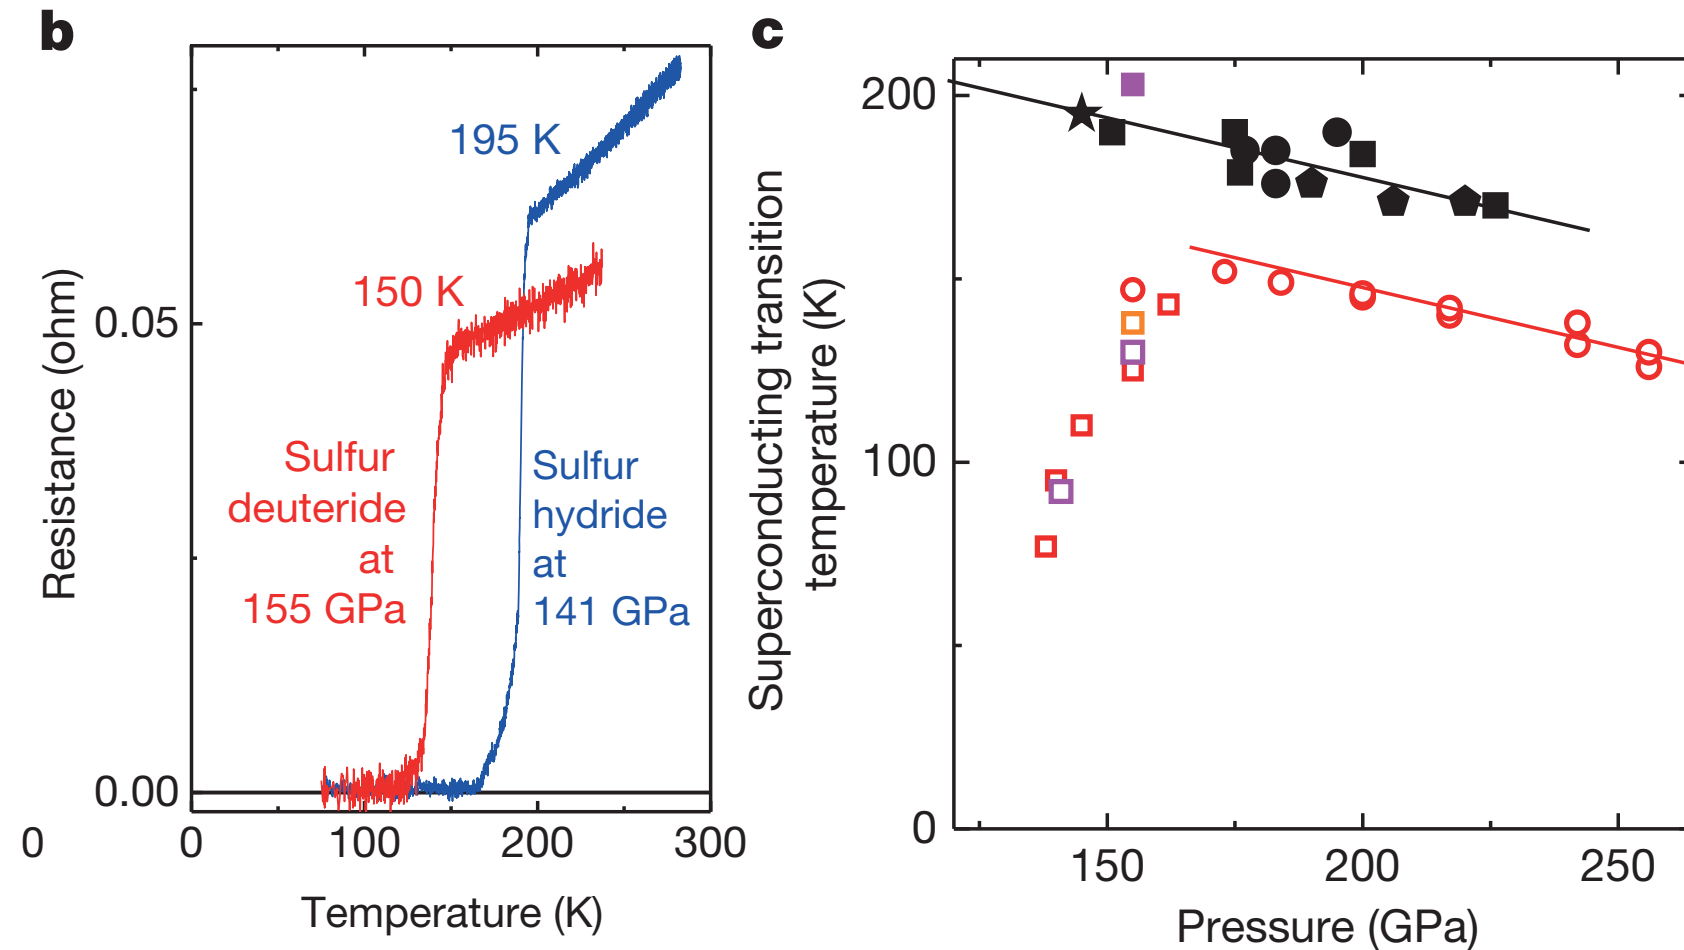 b
Resistance (ohm)
0.05
0.00
195 K
150 K
Sulfur
deuteride
at
155 GPa
Sulfur
hydride
at
141 GPa
0
0
100
200
300
Temperature (K)
c
Superconducting transition
temperature (K)
200
100
0
150
200
250
Pressure (GPa)